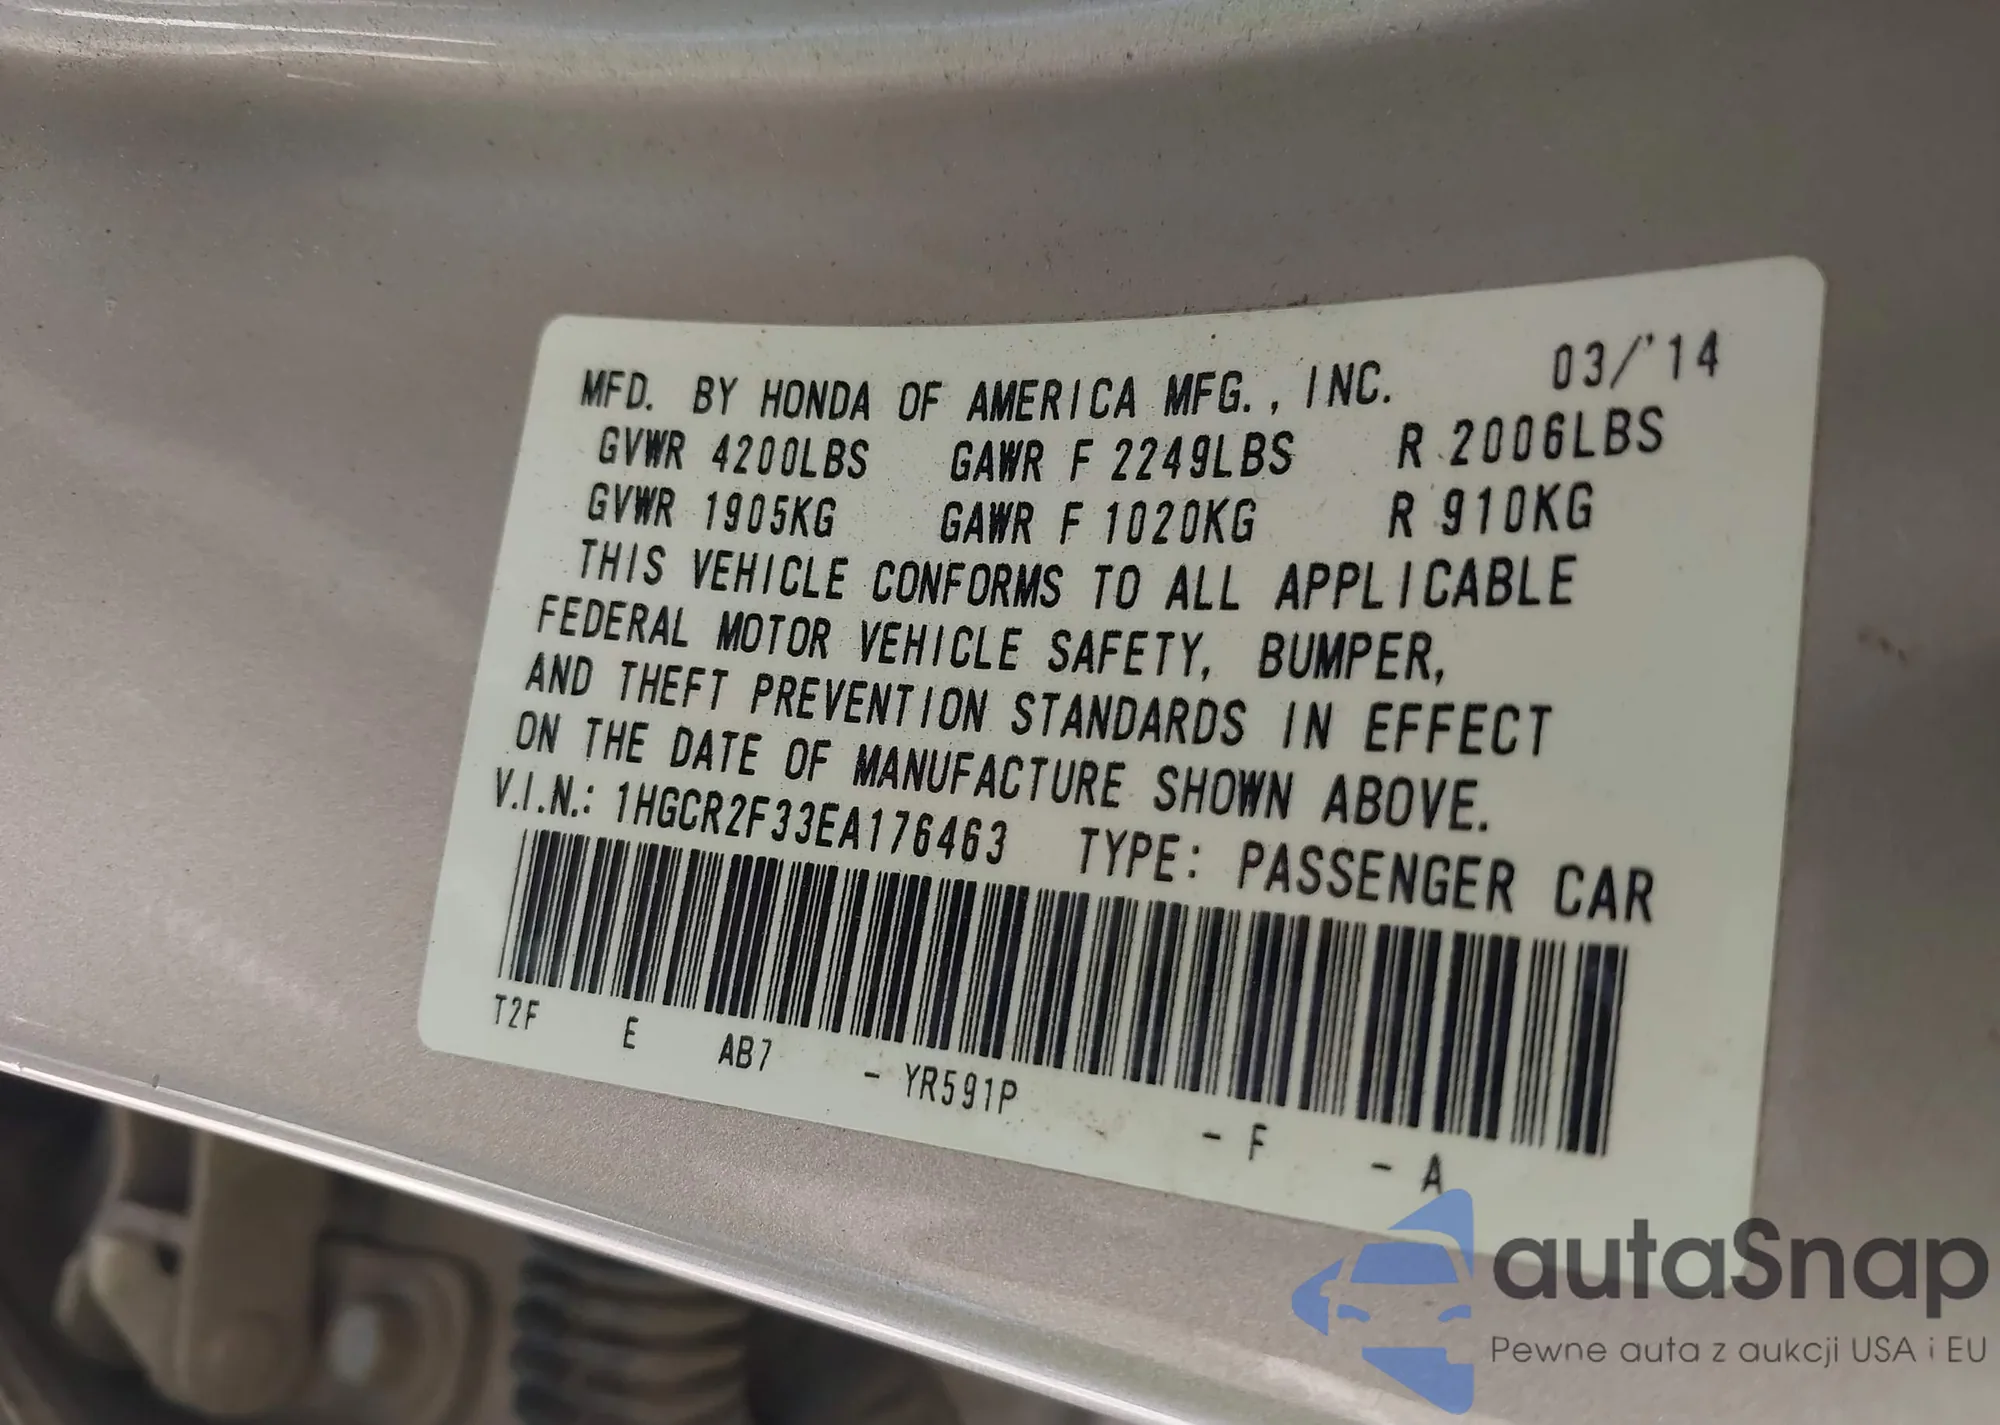 MFD. BY HONDA OF AMERICA MFG., INC. 03/'14
GVWR 4200LBS GAWR F 2249LBS R 2006LBS
GVWR 1905KG GAWR F 1020KG R 910KG
THIS VEHICLE CONFORMS TO ALL APPLICABLE
FEDERAL MOTOR VEHICLE SAFETY, BUMPER,
AND THEFT PREVENTION STANDARDS IN EFFECT
ON THE DATE OF MANUFACTURE SHOWN ABOVE.
V.I.N.: 1HGCR2F33EA176463 TYPE: PASSENGER CAR
T2F E AB7 - YR591P - F - A
autaSnap
Pewne auta z aukcji USA i EU